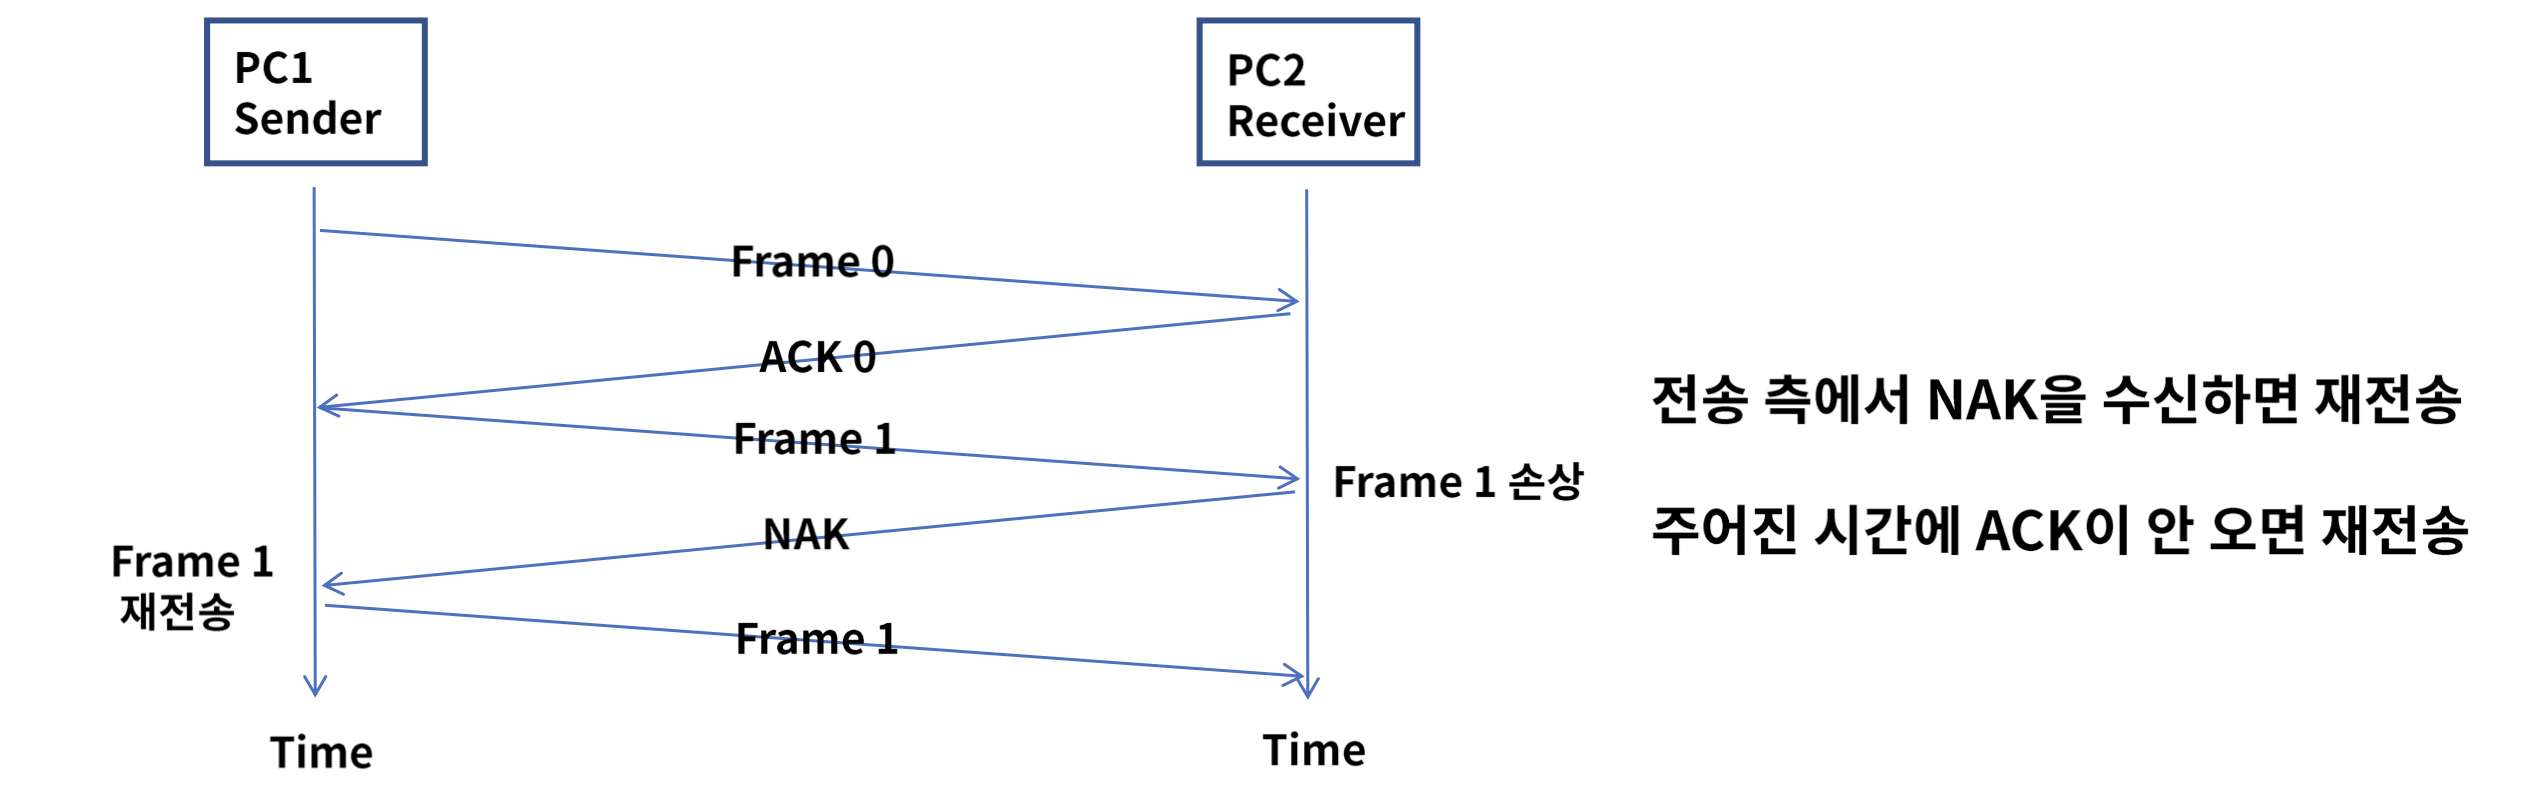 PC1
Sender
PC2
Receiver
Frame 0
ACK 0
Frame 1
Frame 1 손상
NAK
Frame 1
재전송
Frame 1
Time
Time
전송 측에서 NAK을 수신하면 재전송
주어진 시간에 ACK이 안 오면 재전송